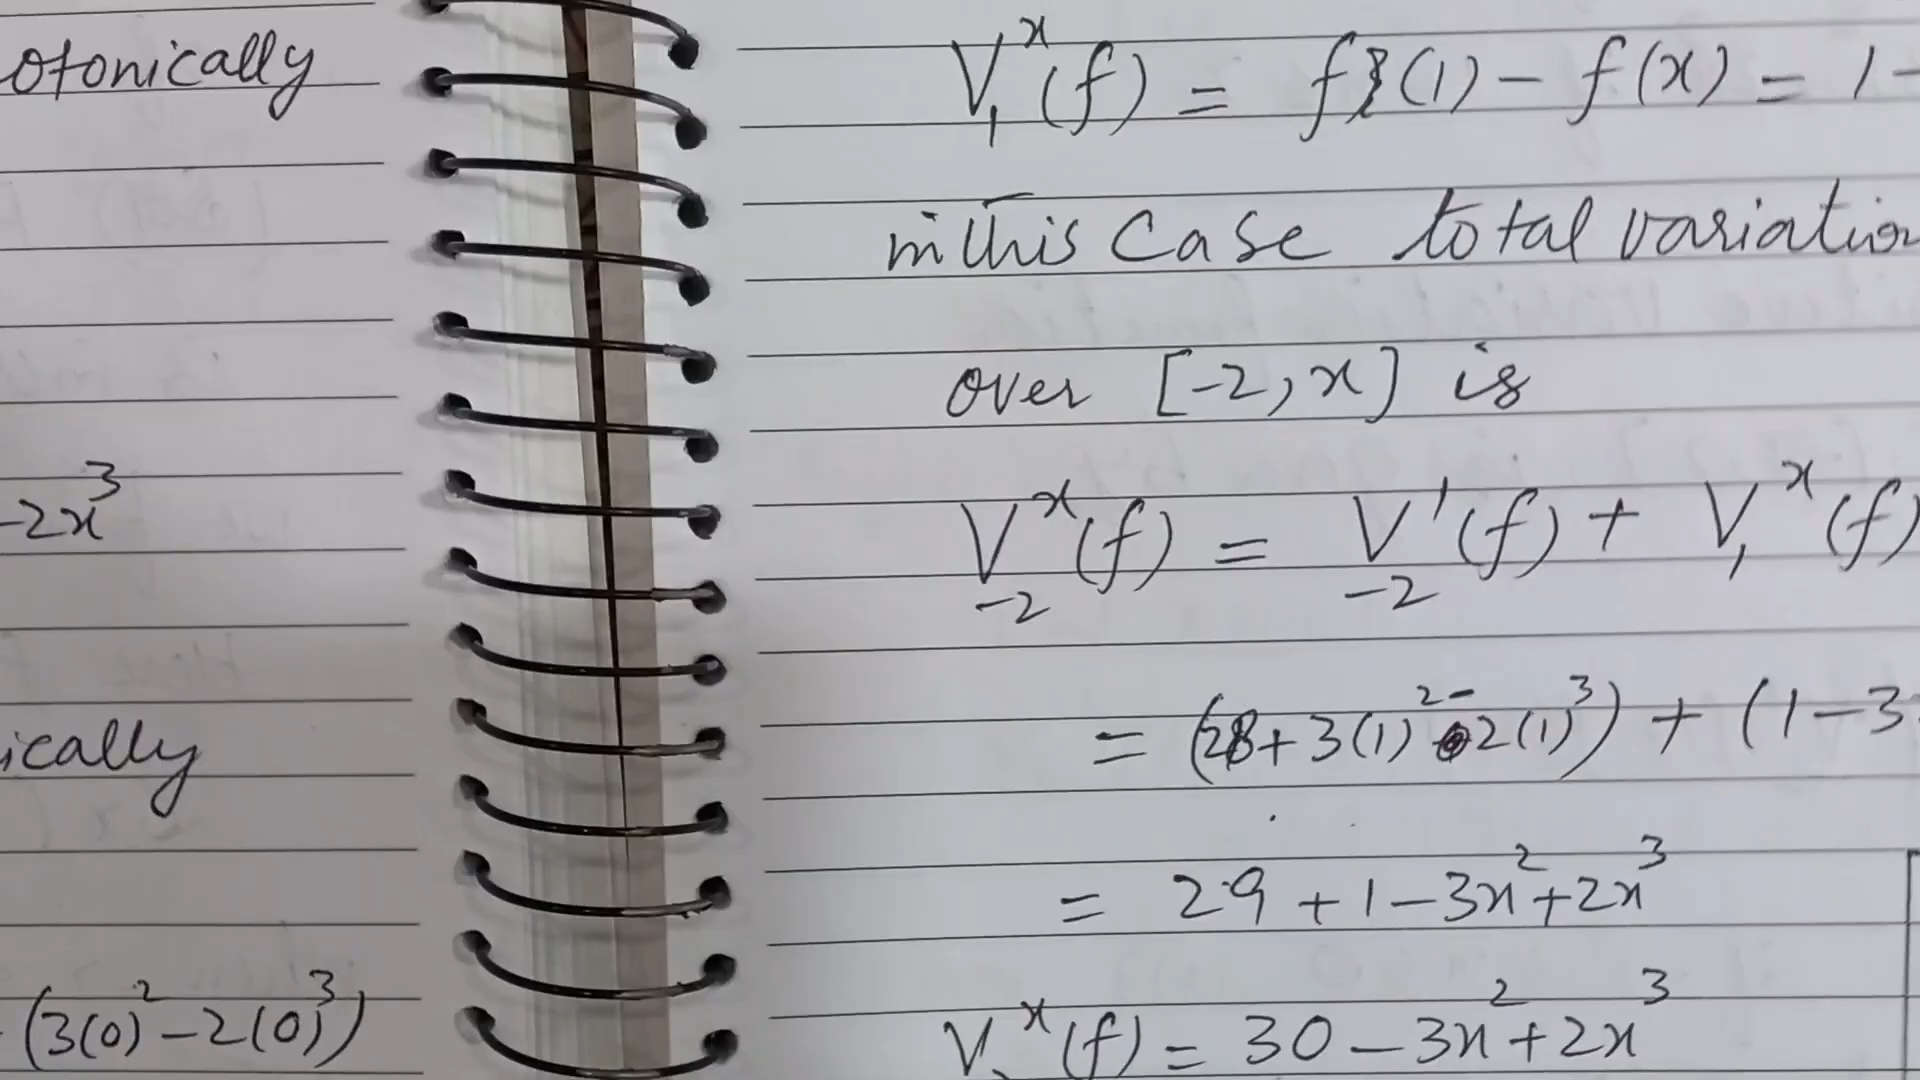 otonically
-2x³
ically
(3(0)² - 2(0)³)
V₁ˣ(f) = f(1) - f(x) = 1 -
in this case total variation
over [-2, x] is
V₋₂ˣ(f) = V₋₂¹(f) + V₁ˣ(f)
= (28 + 3(1)² - 2(1)³) + (1 - 3
= 29 + 1 - 3x² + 2x³
Vˣ(f) = 30 - 3x² + 2x³